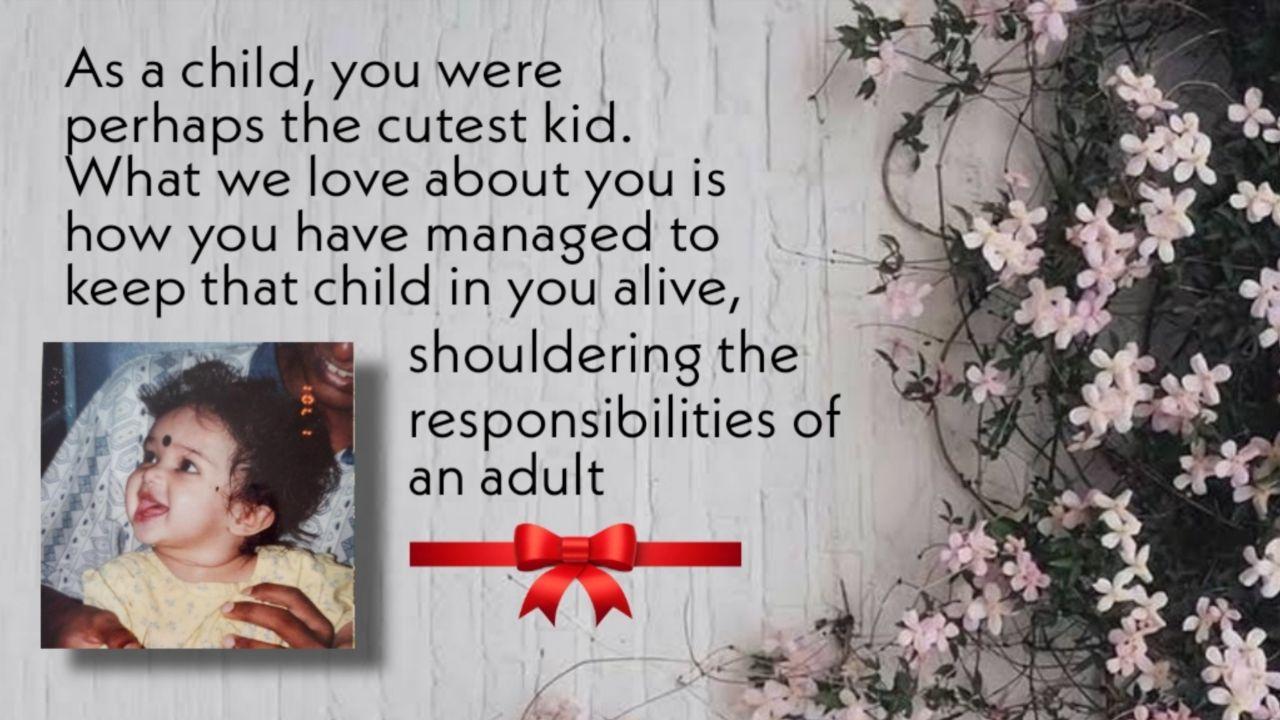 As a child, you were
perhaps the cutest kid.
What we love about you is
how you have managed to
keep that child in you alive,
shouldering the
responsibilities of
an adult